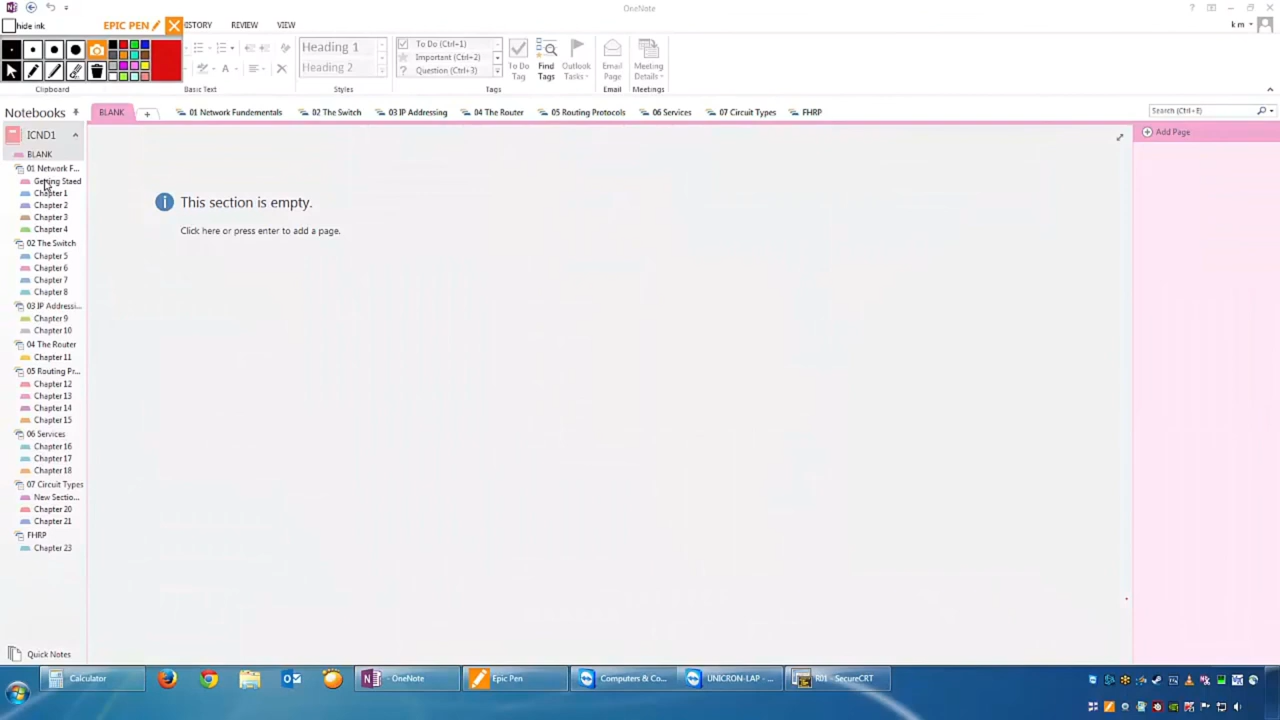 OneNote
hide ink
EPIC PEN
HISTORY
REVIEW
VIEW
k m
Heading 1
Heading 2
To Do (Ctrl+1)
Important (Ctrl+2)
Question (Ctrl+3)
To Do
Tag
Find
Tags
Outlook
Tasks
Email
Page
Meeting
Details
Clipboard
Basic Text
Styles
Tags
Email
Meetings
Notebooks
BLANK
01 Network Fundementals
02 The Switch
03 IP Addressing
04 The Router
05 Routing Protocols
06 Services
07 Circuit Types
FHRP
Search (Ctrl+E)
ICND1
BLANK
01 Network F...
Getting Staed
Chapter 1
Chapter 2
Chapter 3
Chapter 4
02 The Switch
Chapter 5
Chapter 6
Chapter 7
Chapter 8
03 IP Addressi...
Chapter 9
Chapter 10
04 The Router
Chapter 11
05 Routing Pr...
Chapter 12
Chapter 13
Chapter 14
Chapter 15
06 Services
Chapter 16
Chapter 17
Chapter 18
07 Circuit Types
New Sectio...
Chapter 20
Chapter 21
FHRP
Chapter 23
Quick Notes
Add Page
This section is empty.
Click here or press enter to add a page.
Calculator
- OneNote
Epic Pen
Computers & Co...
UNICRON-LAP - ...
R01 - SecureCRT